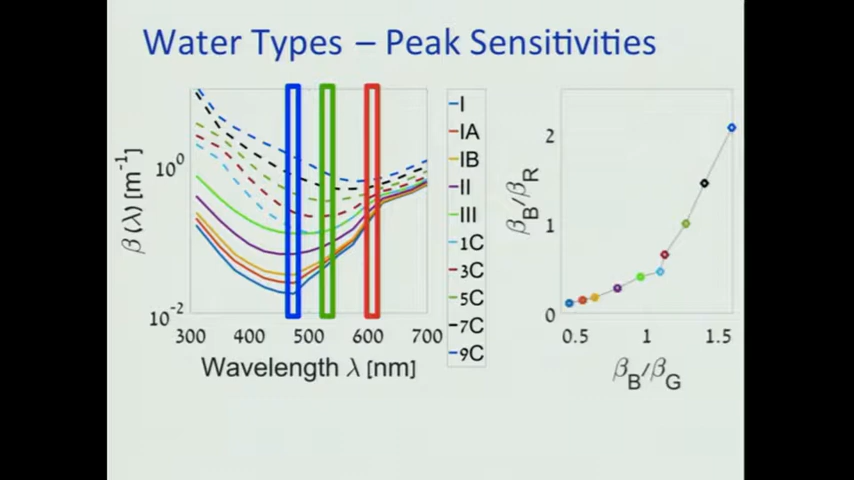 Water Types – Peak Sensitivities
β (λ) [m⁻¹]
10⁰
10⁻²
300 400 500 600 700
Wavelength λ [nm]
I
IA
IB
II
III
1C
3C
5C
7C
9C
β_B/β_R
2
1
0
0.5 1 1.5
β_B/β_G